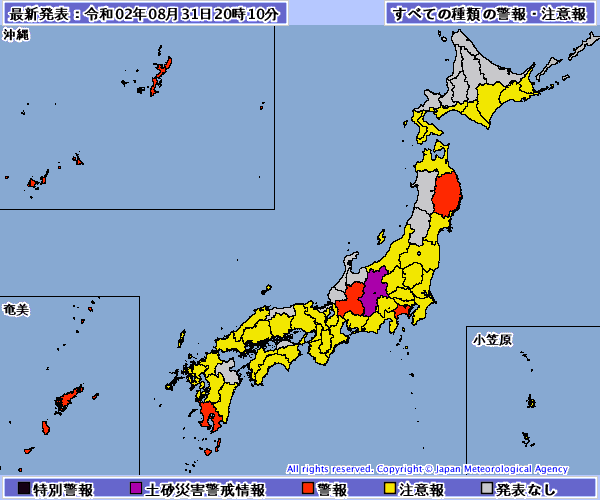 最新発表：令和02年08月31日20時10分
すべての種類の警報・注意報
沖縄
奄美
小笠原
All rights reserved. Copyright © Japan Meteorological Agency
特別警報 土砂災害警戒情報 警報 注意報 発表なし